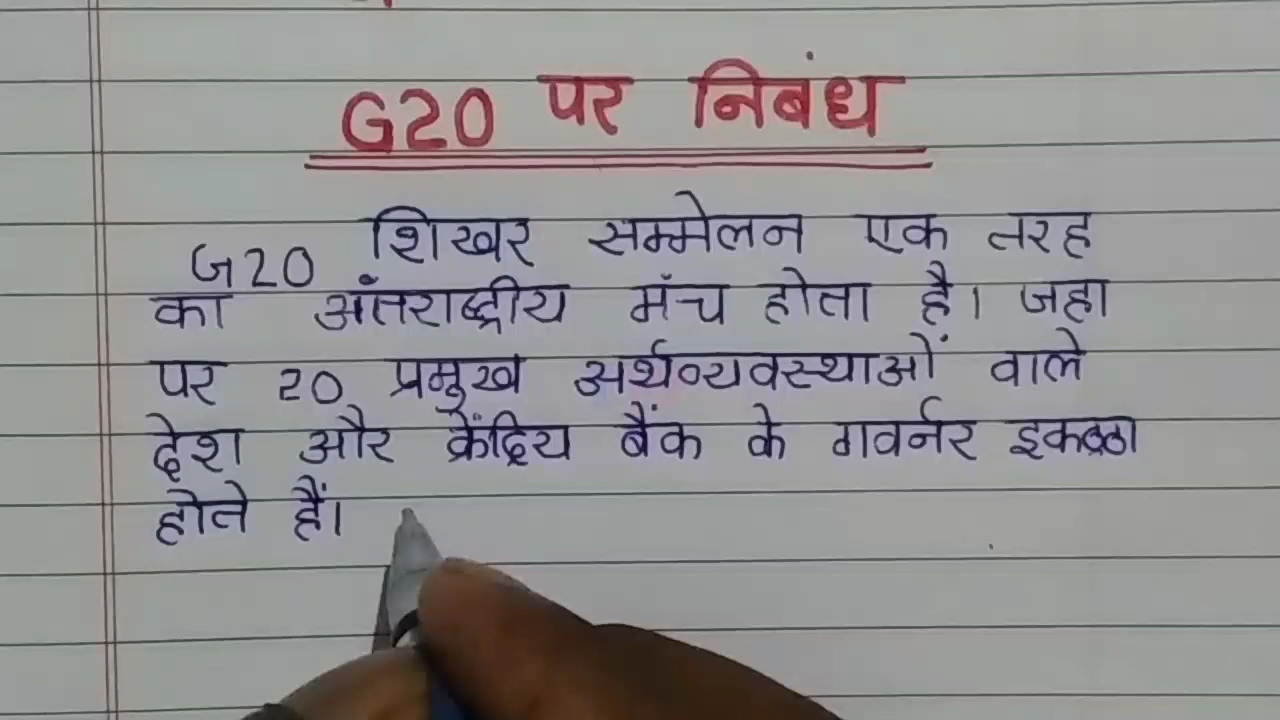 G20 पर निबंध
G20 शिखर सम्मेलन एक तरह
का अंतराष्ट्रीय मंच होता है। जहा
पर 20 प्रमुख अर्थव्यवस्थाओं वाले
देश और क्रेंद्रिय बैंक के गवर्नर इकठ्ठा
होते हैं।